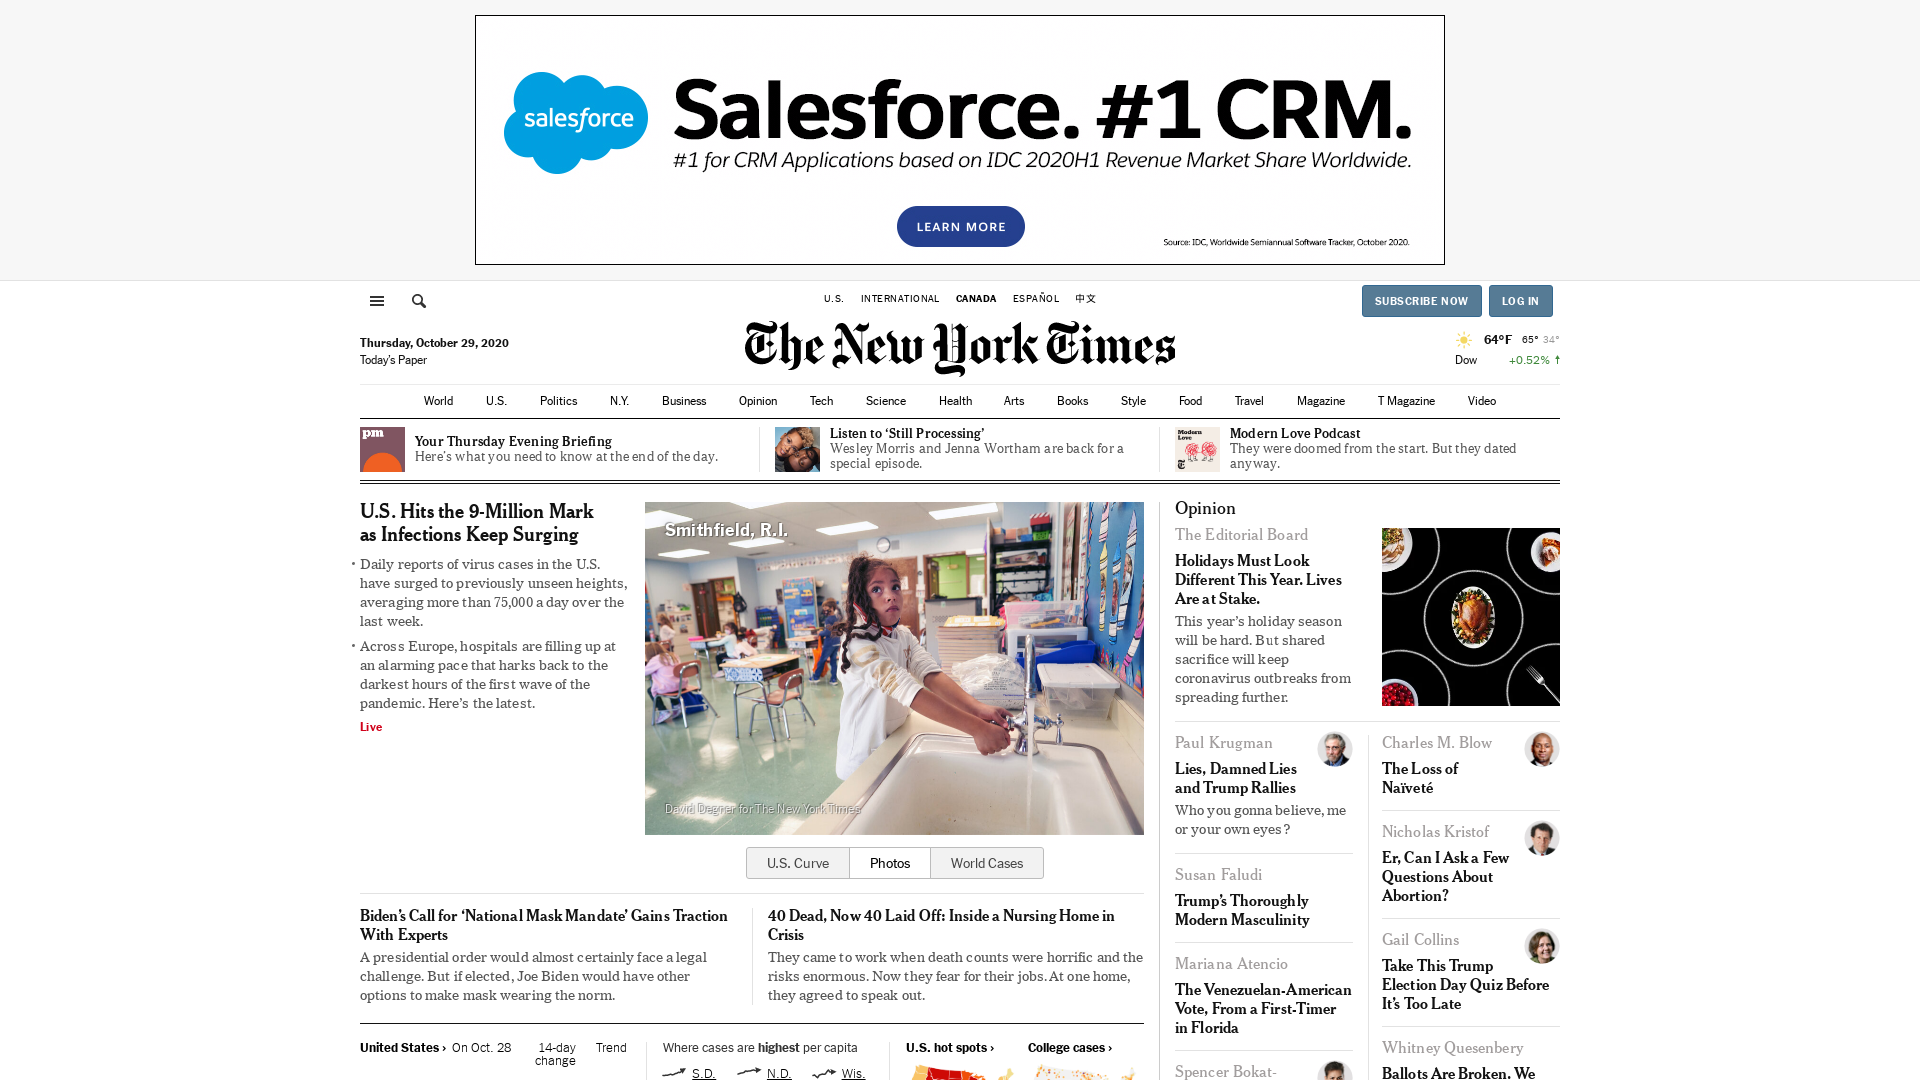 salesforce
Salesforce. #1 CRM.
#1 for CRM Applications based on IDC 2020H1 Revenue Market Share Worldwide.
LEARN MORE
Source: IDC, Worldwide Semiannual Software Tracker, October 2020.
U.S. INTERNATIONAL CANADA ESPAÑOL 中文
SUBSCRIBE NOW LOG IN
Thursday, October 29, 2020
Today's Paper
The New York Times
64°F 65° 34°
Dow +0.52% ↑
World U.S. Politics N.Y. Business Opinion Tech Science Health Arts Books Style Food Travel Magazine T Magazine Video
pm
Your Thursday Evening Briefing
Here's what you need to know at the end of the day.
Listen to ‘Still Processing’
Wesley Morris and Jenna Wortham are back for a
special episode.
Modern
Love
Modern Love Podcast
They were doomed from the start. But they dated
anyway.
U.S. Hits the 9-Million Mark
as Infections Keep Surging
• Daily reports of virus cases in the U.S.
have surged to previously unseen heights,
averaging more than 75,000 a day over the
last week.
• Across Europe, hospitals are filling up at
an alarming pace that harks back to the
darkest hours of the first wave of the
pandemic. Here's the latest.
Live
Smithfield, R.I.
David Degner for The New York Times
U.S. Curve Photos World Cases
Biden's Call for ‘National Mask Mandate’ Gains Traction
With Experts
A presidential order would almost certainly face a legal
challenge. But if elected, Joe Biden would have other
options to make mask wearing the norm.
40 Dead, Now 40 Laid Off: Inside a Nursing Home in
Crisis
They came to work when death counts were horrific and the
risks enormous. Now they fear for their jobs. At one home,
they agreed to speak out.
United States › On Oct. 28 14-day
change Trend
Where cases are highest per capita
S.D. N.D. Wis.
U.S. hot spots › College cases ›
Opinion
The Editorial Board
Holidays Must Look
Different This Year. Lives
Are at Stake.
This year's holiday season
will be hard. But shared
sacrifice will keep
coronavirus outbreaks from
spreading further.
Paul Krugman
Lies, Damned Lies
and Trump Rallies
Who you gonna believe, me
or your own eyes?
Susan Faludi
Trump's Thoroughly
Modern Masculinity
Mariana Atencio
The Venezuelan-American
Vote, From a First-Timer
in Florida
Spencer Bokat-
Charles M. Blow
The Loss of
Naïveté
Nicholas Kristof
Er, Can I Ask a Few
Questions About
Abortion?
Gail Collins
Take This Trump
Election Day Quiz Before
It's Too Late
Whitney Quesenbery
Ballots Are Broken. We